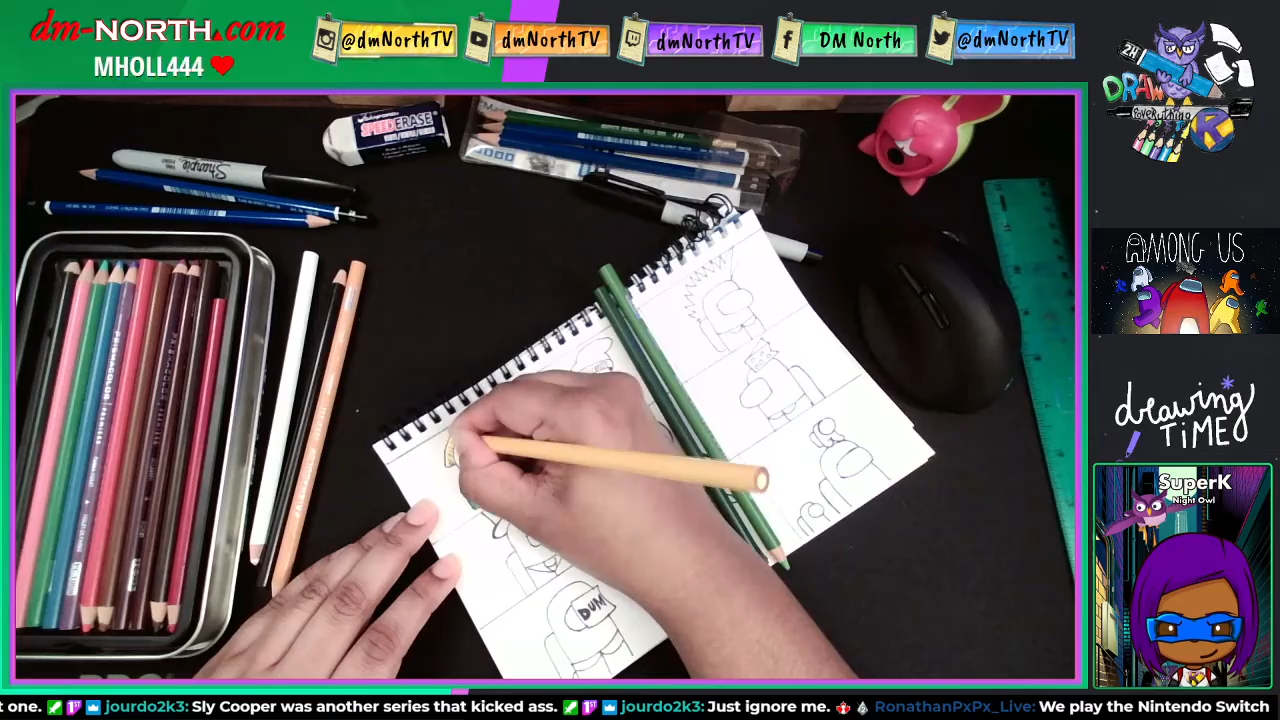 dm-NORTH.com
MHOLL444
@dmNorthTV
dmNorthTV
dmNorthTV
DM North
@dmNorthTV
24
DRAW
Sharpie
SPEEDERASE
AMONG US
drawing
TiME
DUM
SuperK
Night Owl
t one. jourdo2k3: Sly Cooper was another series that kicked ass. jourdo2k3: Just ignore me. RonathanPxPx_Live: We play the Nintendo Switch